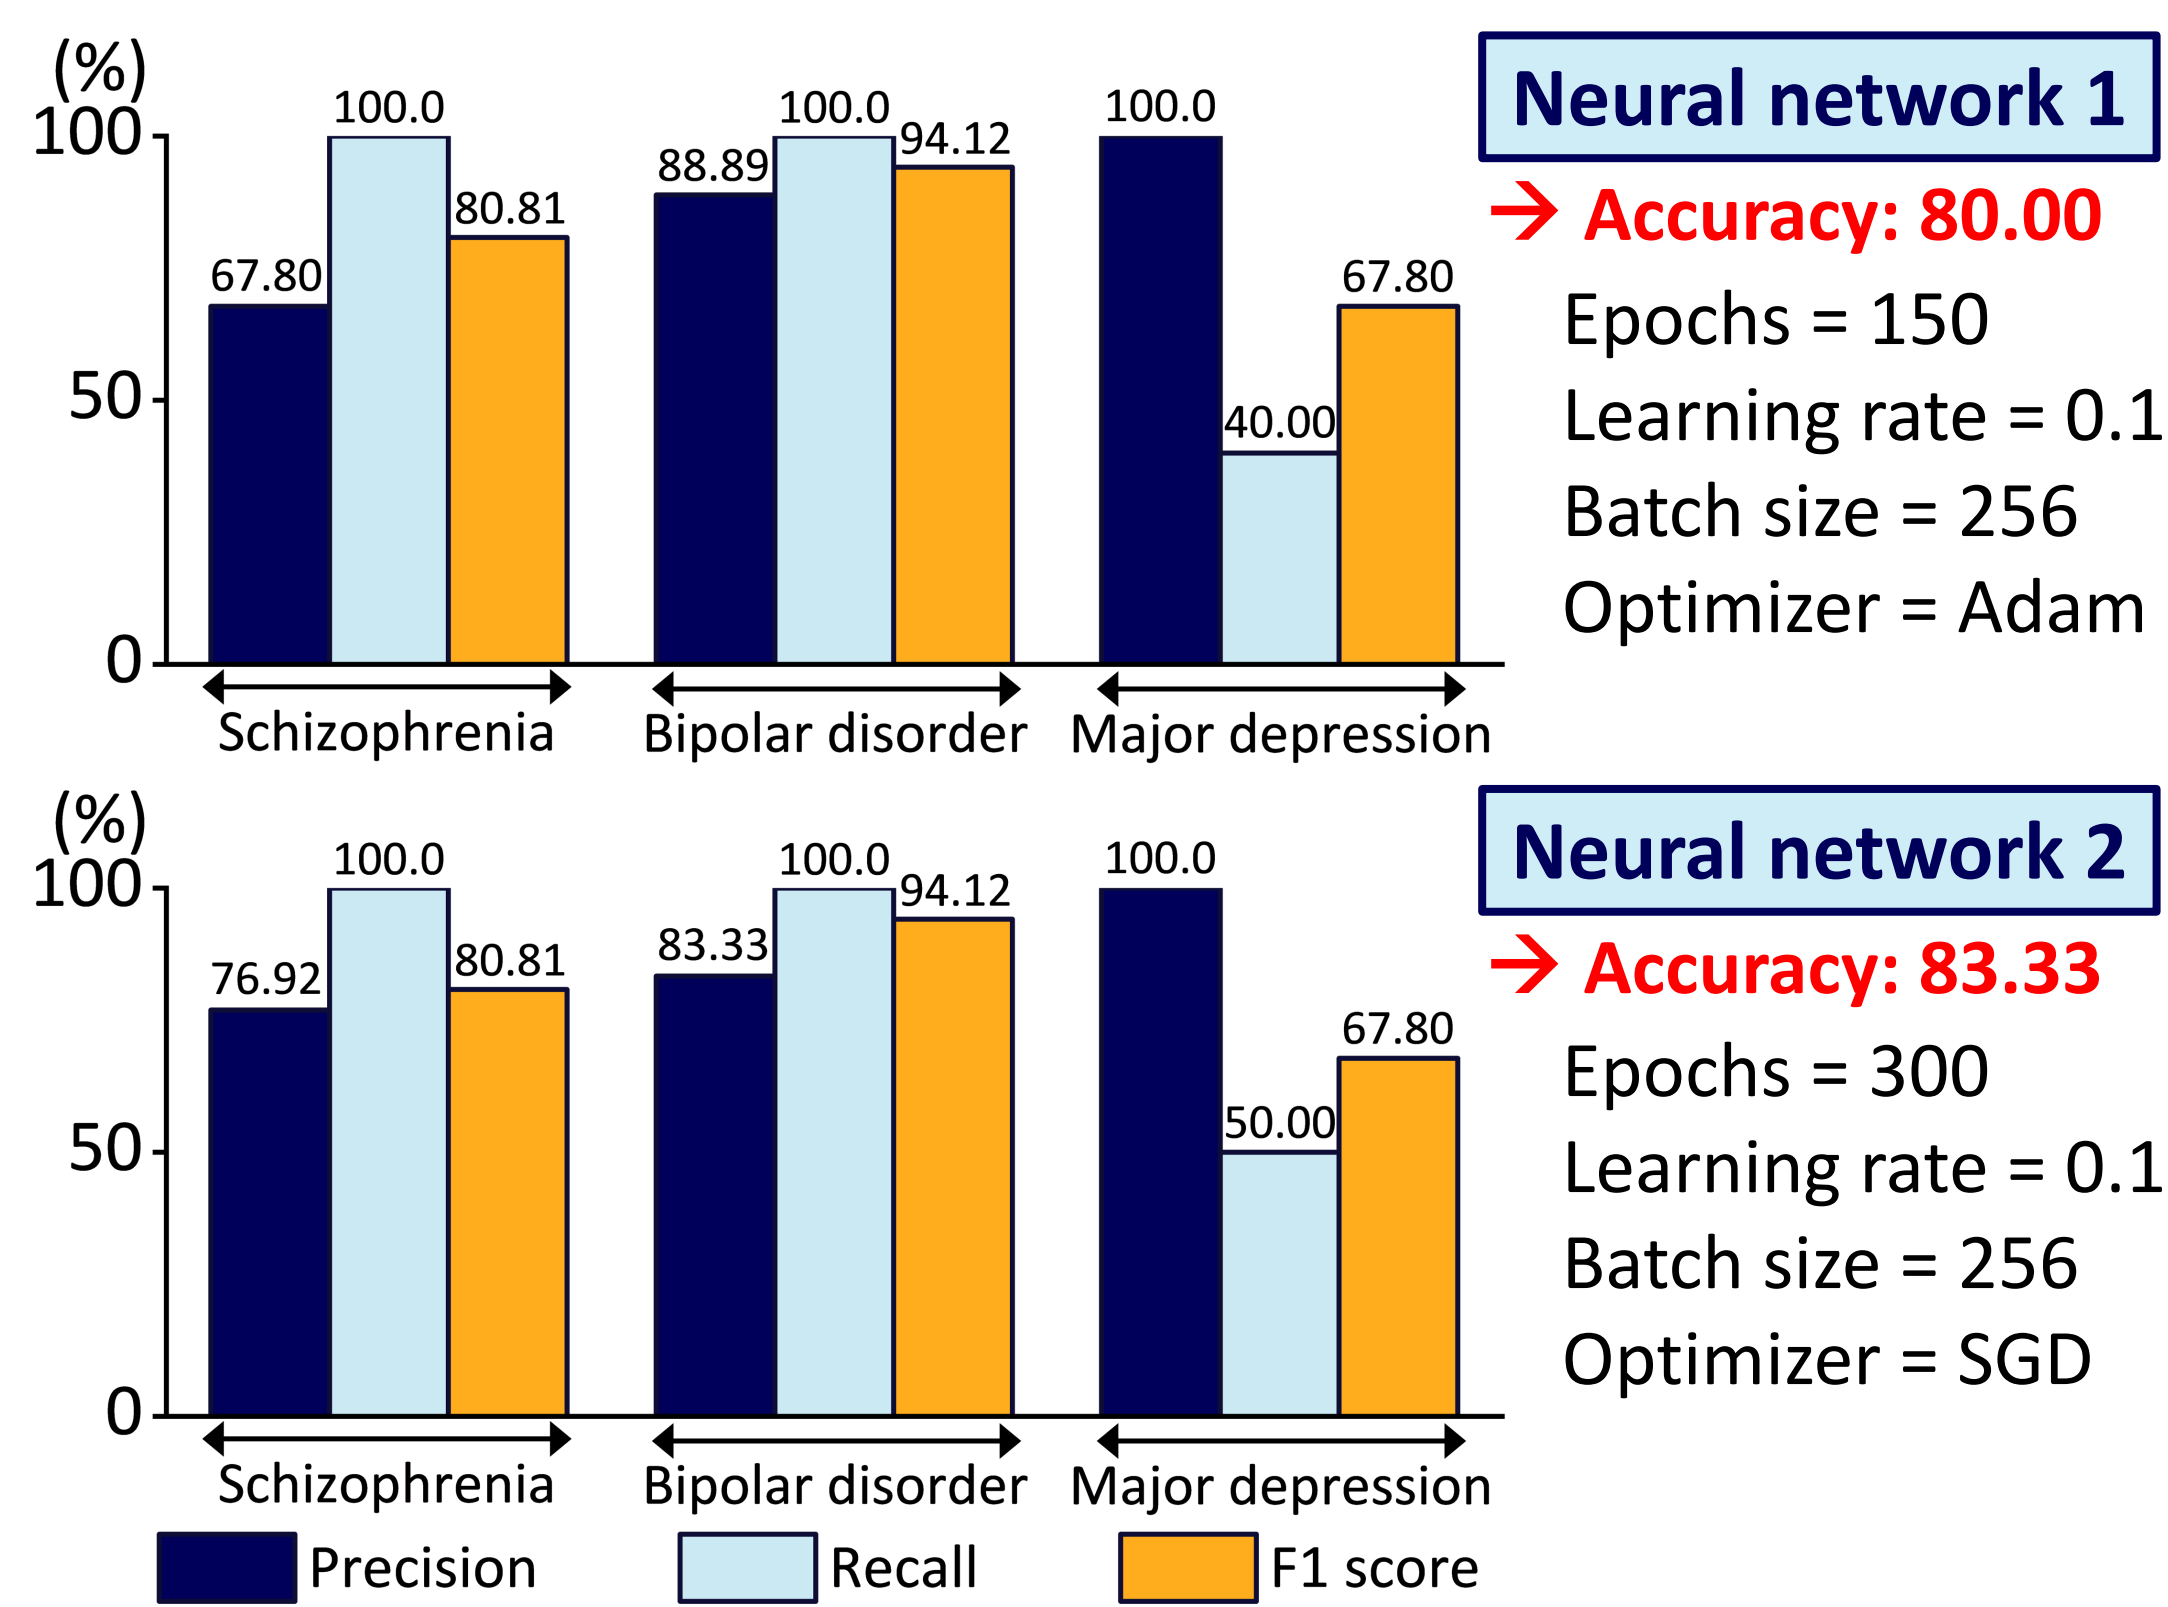 (%)
100
50
0
67.80
100.0
80.81
88.89
100.0
94.12
100.0
40.00
67.80
Schizophrenia
Bipolar disorder
Major depression
Neural network 1
→ Accuracy: 80.00
Epochs = 150
Learning rate = 0.1
Batch size = 256
Optimizer = Adam
(%)
100
50
0
76.92
100.0
80.81
83.33
100.0
94.12
100.0
50.00
67.80
Schizophrenia
Bipolar disorder
Major depression
Neural network 2
→ Accuracy: 83.33
Epochs = 300
Learning rate = 0.1
Batch size = 256
Optimizer = SGD
Precision
Recall
F1 score